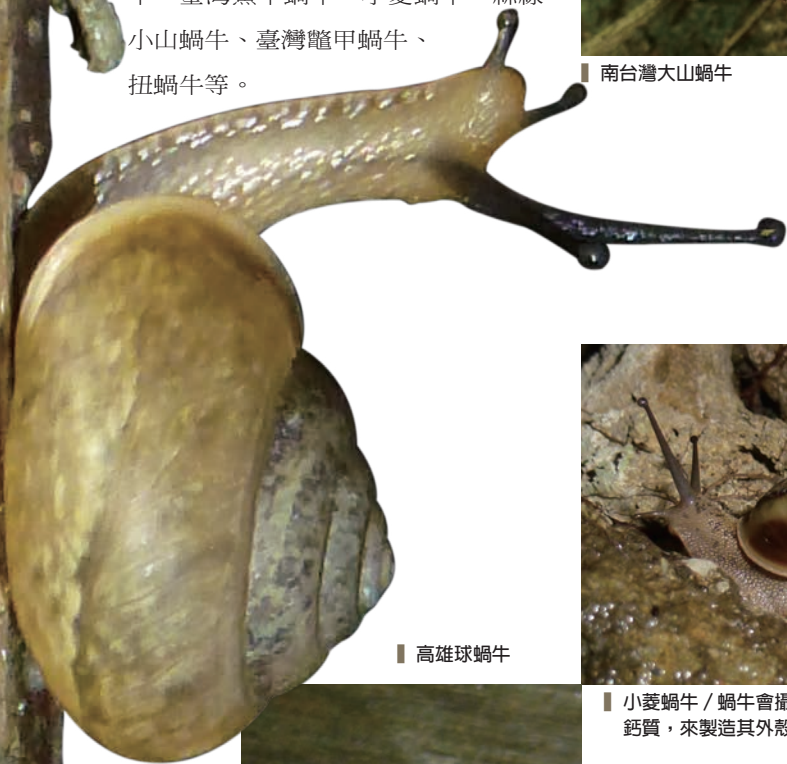 小山蝸牛、臺灣鼈甲蝸牛、
扭蝸牛等。
南台灣大山蝸牛
高雄球蝸牛
小菱蝸牛 / 蝸牛會攝
鈣質，來製造其外殼